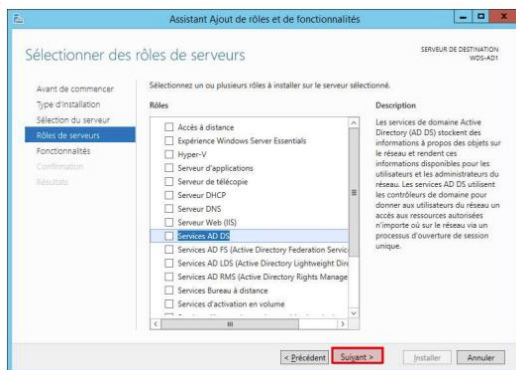 Assistant Ajout de rôles et de fonctionnalités
Sélectionner des rôles de serveurs
SERVEUR DE DESTINATION
WDS-AD1
Avant de commencer
Type d'installation
Sélection du serveur
Rôles de serveurs
Fonctionnalités
Confirmation
Résultats
Sélectionnez un ou plusieurs rôles à installer sur le serveur sélectionné.
Rôles
Accès à distance
Expérience Windows Server Essentials
Hyper-V
Serveur d'applications
Serveur de télécopie
Serveur DHCP
Serveur DNS
Serveur Web (IIS)
Services AD DS
Services AD FS (Active Directory Federation Servic
Services AD LDS (Active Directory Lightweight Dire
Services AD RMS (Active Directory Rights Manage
Services Bureau à distance
Services d'activation en volume
Description
Les services de domaine Active
Directory (AD DS) stockent des
informations à propos des objets sur
le réseau et rendent ces
informations disponibles pour les
utilisateurs et les administrateurs du
réseau. Les services AD DS utilisent
les contrôleurs de domaine pour
donner aux utilisateurs du réseau un
accès aux ressources autorisées
n'importe où sur le réseau via un
processus d'ouverture de session
unique.
< Précédent
Suivant >
Installer
Annuler